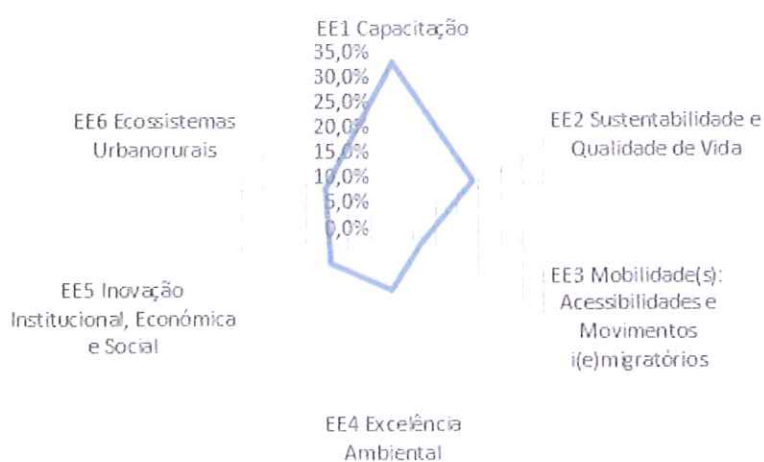 EE1 Capacitação
35,0%
30,0%
25,0%
20,0%
15,0%
10,0%
5,0%
0,0%
EE2 Sustentabilidade e
Qualidade de Vida
EE3 Mobilidade(s):
Acessibilidades e
Movimentos
i(e)migratórios
EE4 Excelência
Ambiental
EE5 Inovação
Institucional, Económica
e Social
EE6 Ecossistemas
Urbanorurais